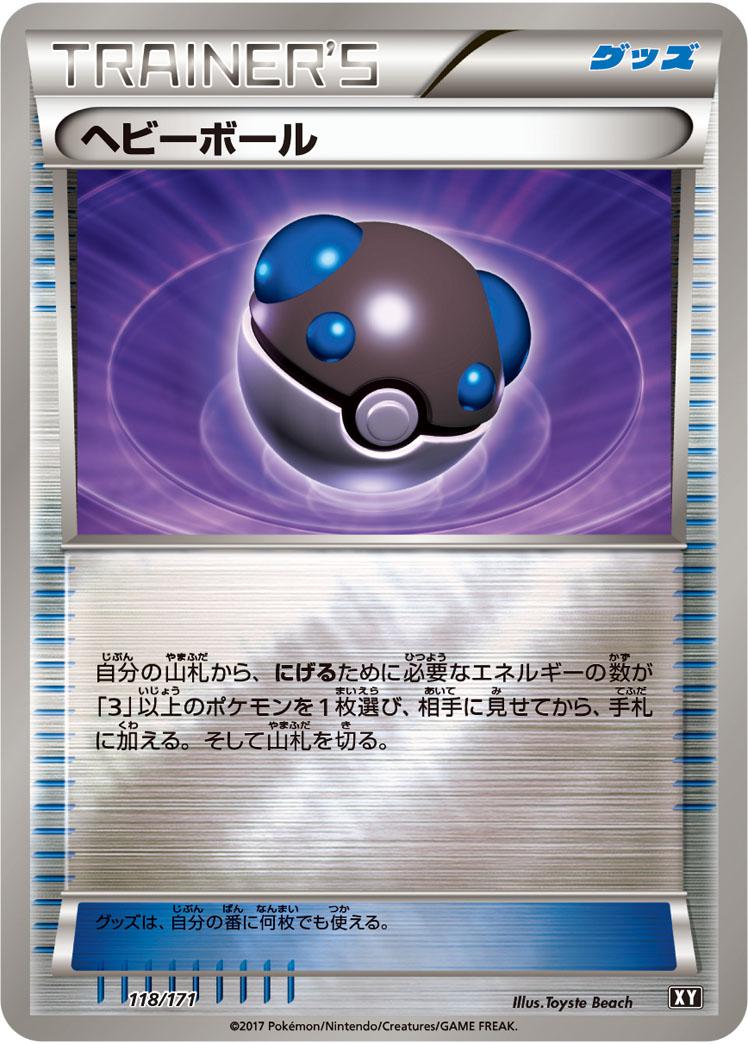 TRAINER'S
グッズ
ヘビーボール
自分の山札から、にげるために必要なエネルギーの数が
「3」以上のポケモンを1枚選び、相手に見せてから、手札
に加える。そして山札を切る。
グッズは、自分の番に何枚でも使える。
118/171
Illus.Toyste Beach
XY
©2017 Pokémon/Nintendo/Creatures/GAME FREAK.